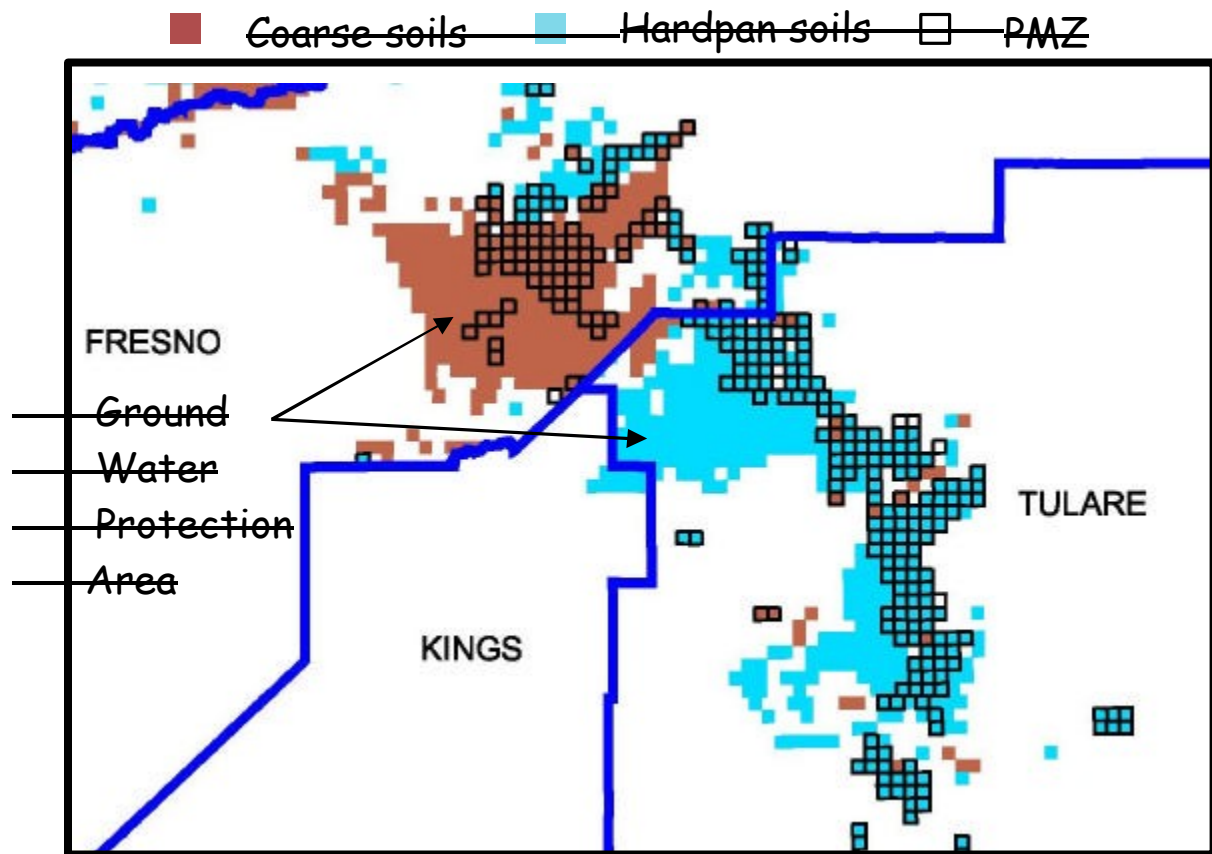 Coarse soils Hardpan soils PMZ
FRESNO
Ground
Water
Protection
Area
TULARE
KINGS